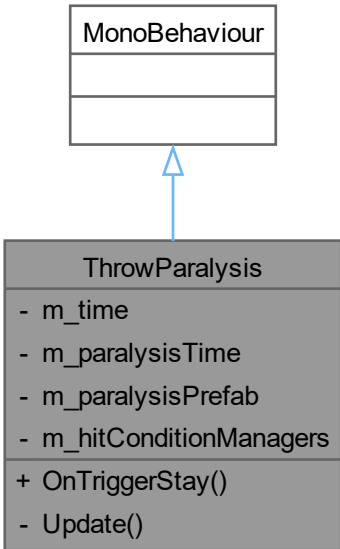 MonoBehaviour
ThrowParalysis
- m_time
- m_paralysisTime
- m_paralysisPrefab
- m_hitConditionManagers
+ OnTriggerStay()
- Update()